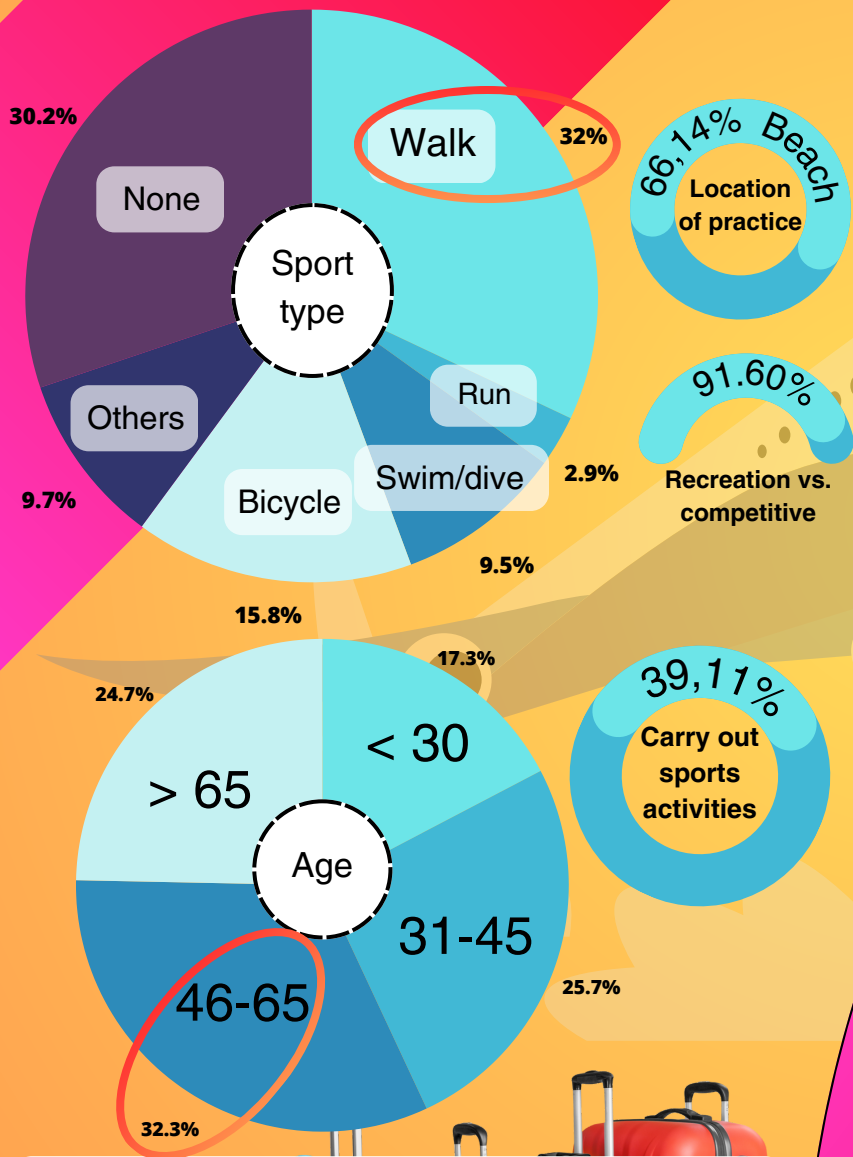 30.2%
None
Walk
32%
Sport
type
Others
9.7%
Bicycle
15.8%
Run
2.9%
Swim/dive
9.5%
66,14% Beach
Location
of practice
91.60%
Recreation vs.
competitive
24.7%
> 65
17.3%
< 30
Age
31-45
25.7%
46-65
32.3%
39,11%
Carry out
sports
activities